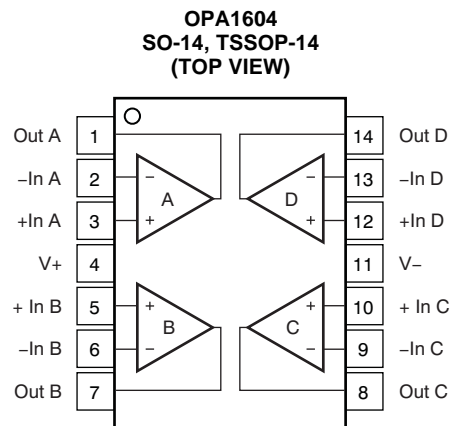 OPA1604
SO-14, TSSOP-14
(TOP VIEW)
Out A 1 14 Out D
−In A 2 − − 13 −In D
A D
+In A 3 + + 12 +In D
V+ 4 11 V−
+ In B 5 + + 10 + In C
B C
−In B 6 − − 9 −In C
Out B 7 8 Out C